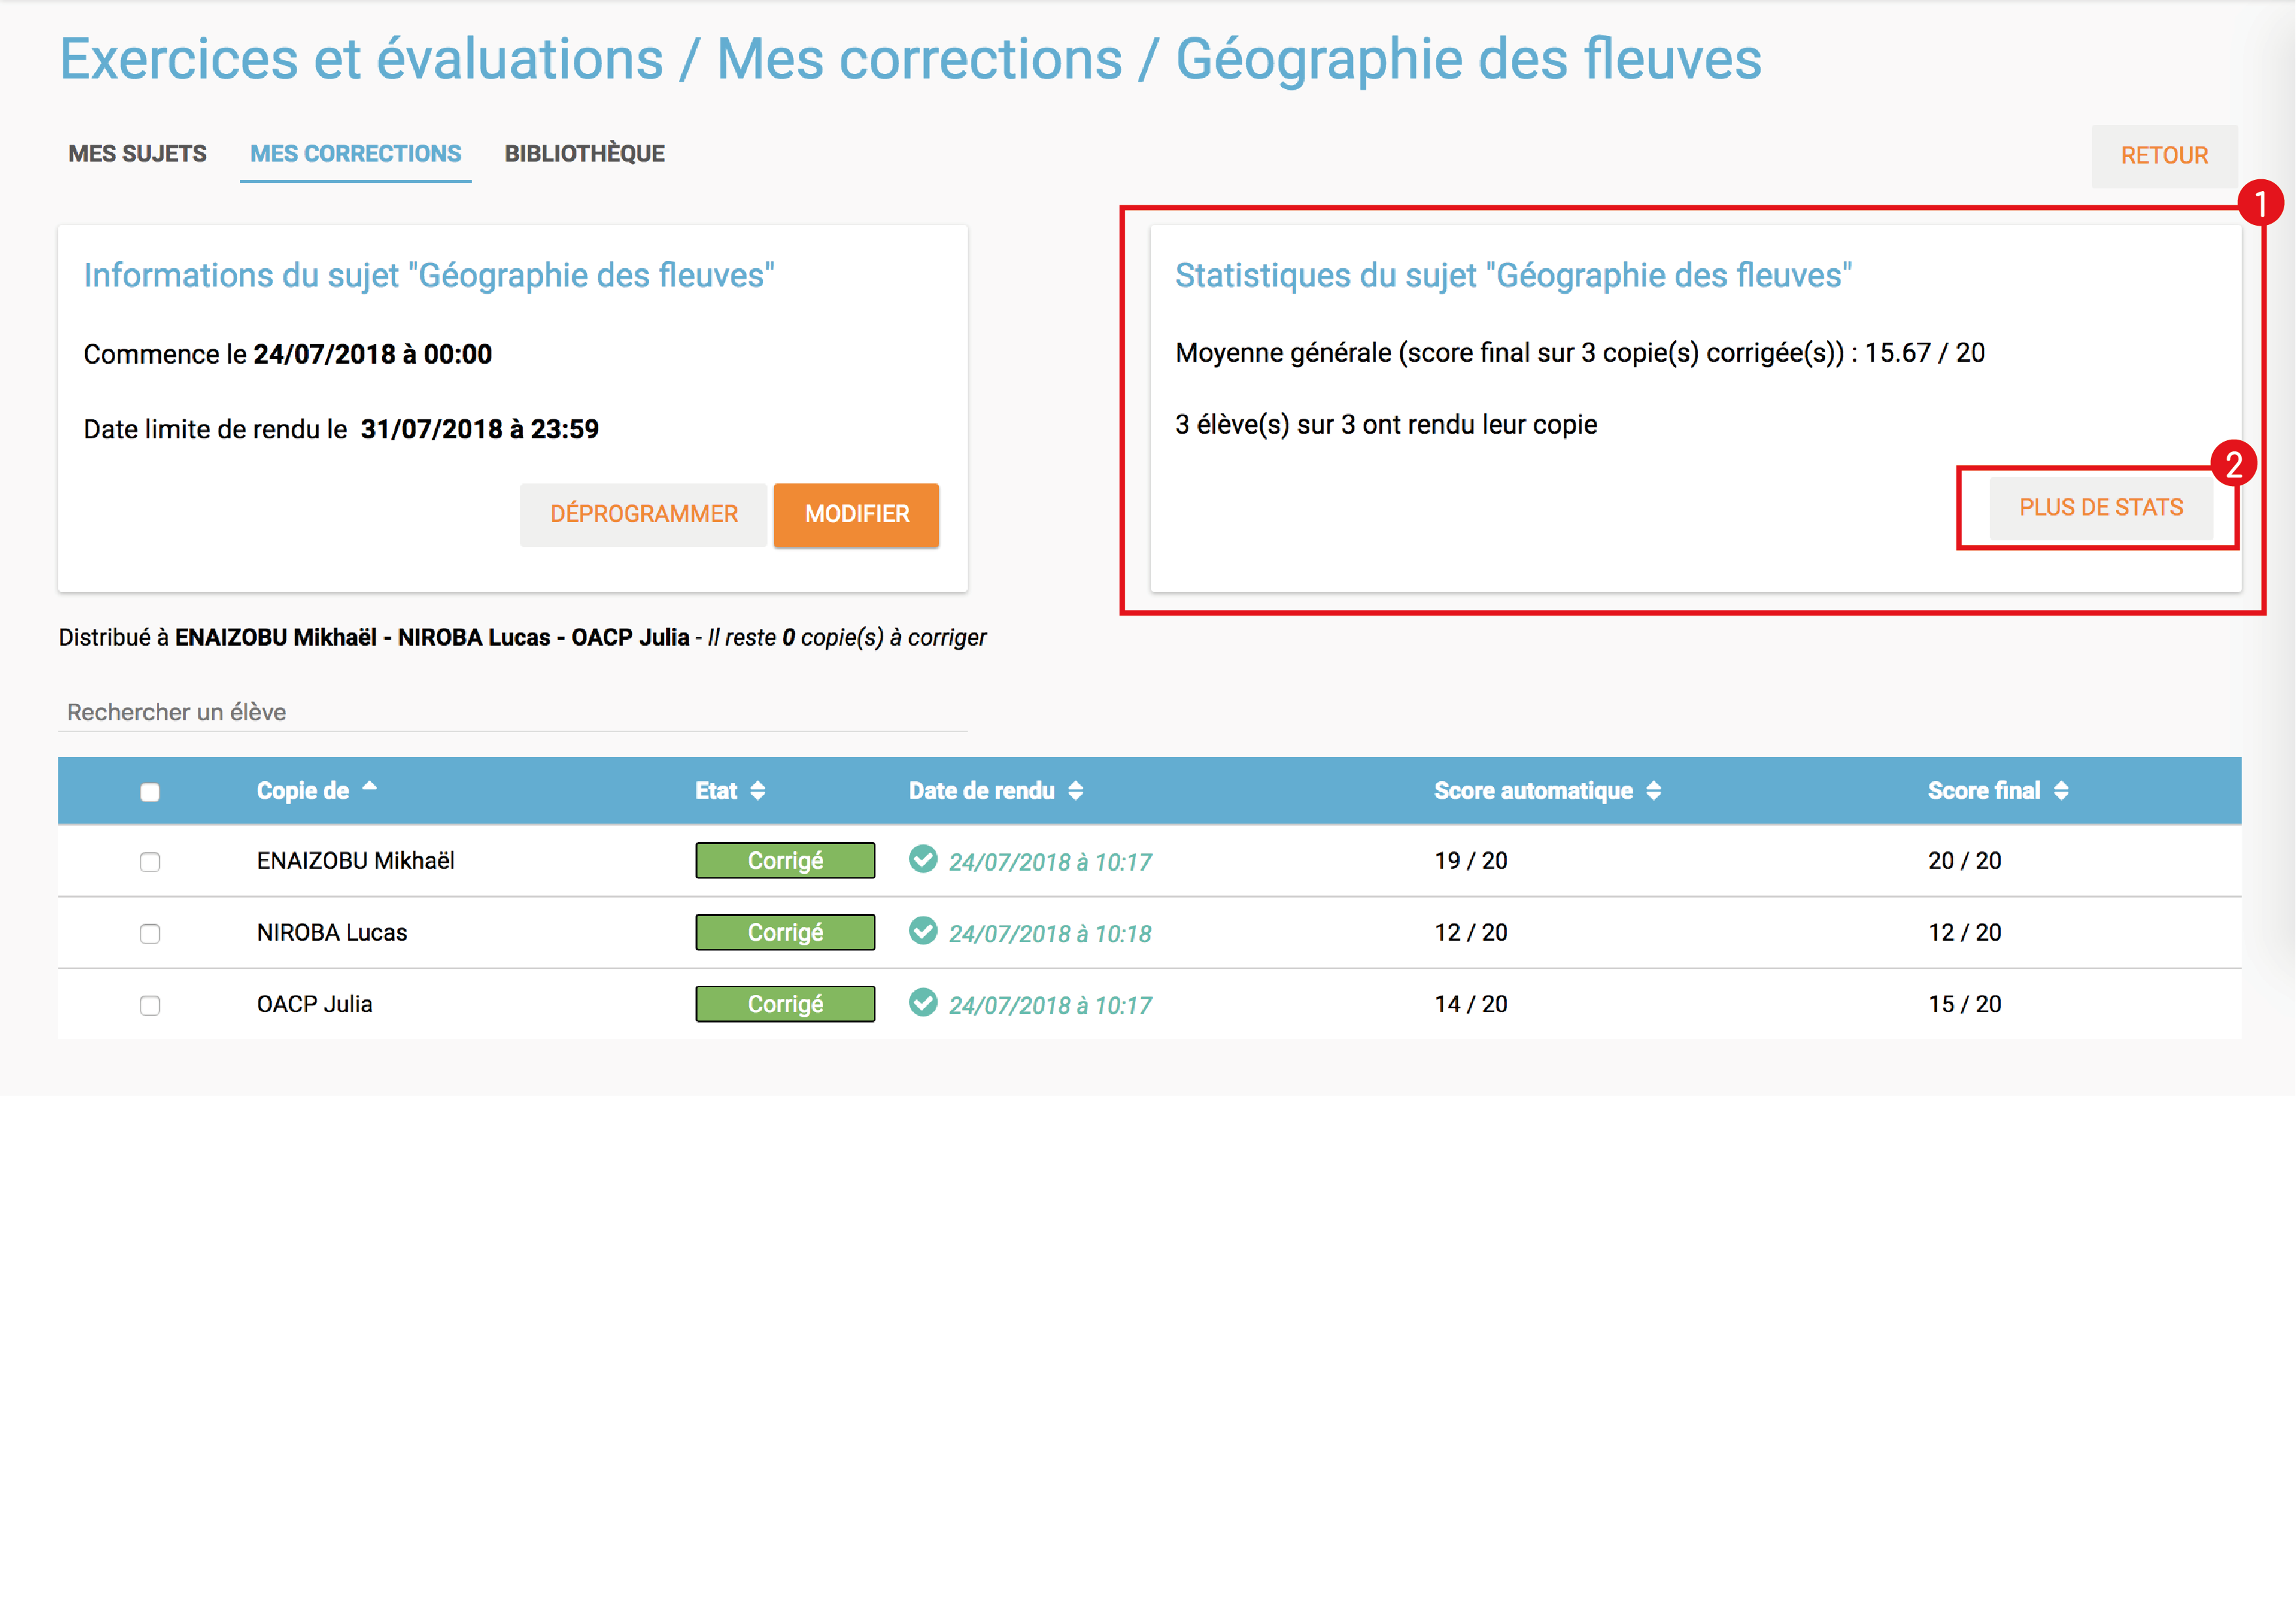 Exercices et évaluations / Mes corrections / Géographie des fleuves
MES SUJETS MES CORRECTIONS BIBLIOTHÈQUE
RETOUR
1
Informations du sujet "Géographie des fleuves"
Commence le 24/07/2018 à 00:00
Date limite de rendu le 31/07/2018 à 23:59
DÉPROGRAMMER MODIFIER
Statistiques du sujet "Géographie des fleuves"
Moyenne générale (score final sur 3 copie(s) corrigée(s)) : 15.67 / 20
3 élève(s) sur 3 ont rendu leur copie
2
PLUS DE STATS
Distribué à ENAIZOBU Mikhaël - NIROBA Lucas - OACP Julia - Il reste 0 copie(s) à corriger
Rechercher un élève
Copie de Etat Date de rendu Score automatique Score final
ENAIZOBU Mikhaël Corrigé 24/07/2018 à 10:17 19 / 20 20 / 20
NIROBA Lucas Corrigé 24/07/2018 à 10:18 12 / 20 12 / 20
OACP Julia Corrigé 24/07/2018 à 10:17 14 / 20 15 / 20